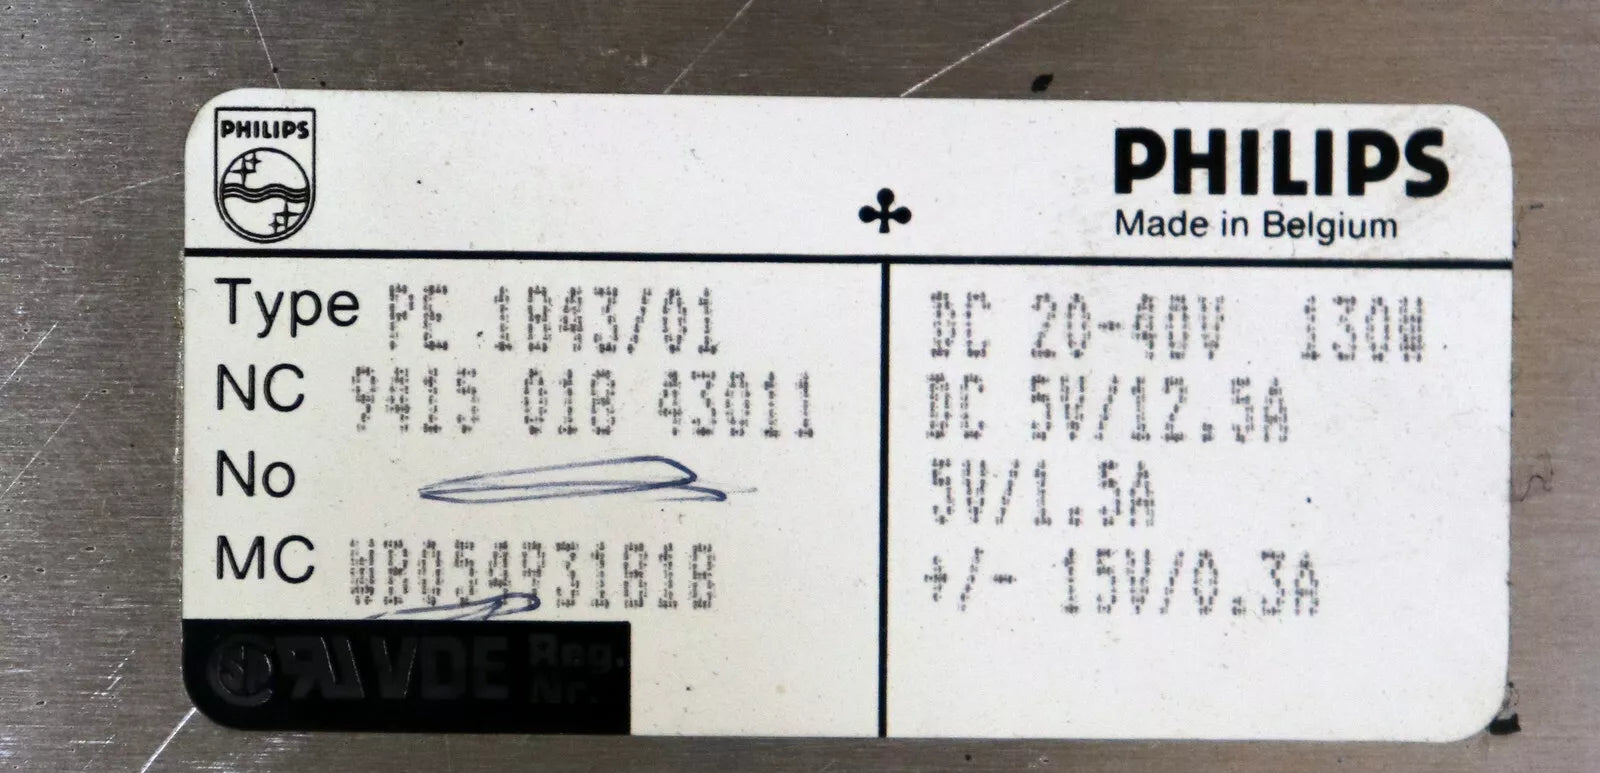 PHILIPS
PHILIPS
Made in Belgium
Type PE 1843/01
NC 9415 018 43011
No
MC
DC 20-40V 130W
DC 5V/12.5A
5V/1.5A
+/- 15V/0.3A
VDE Reg.
Nr.